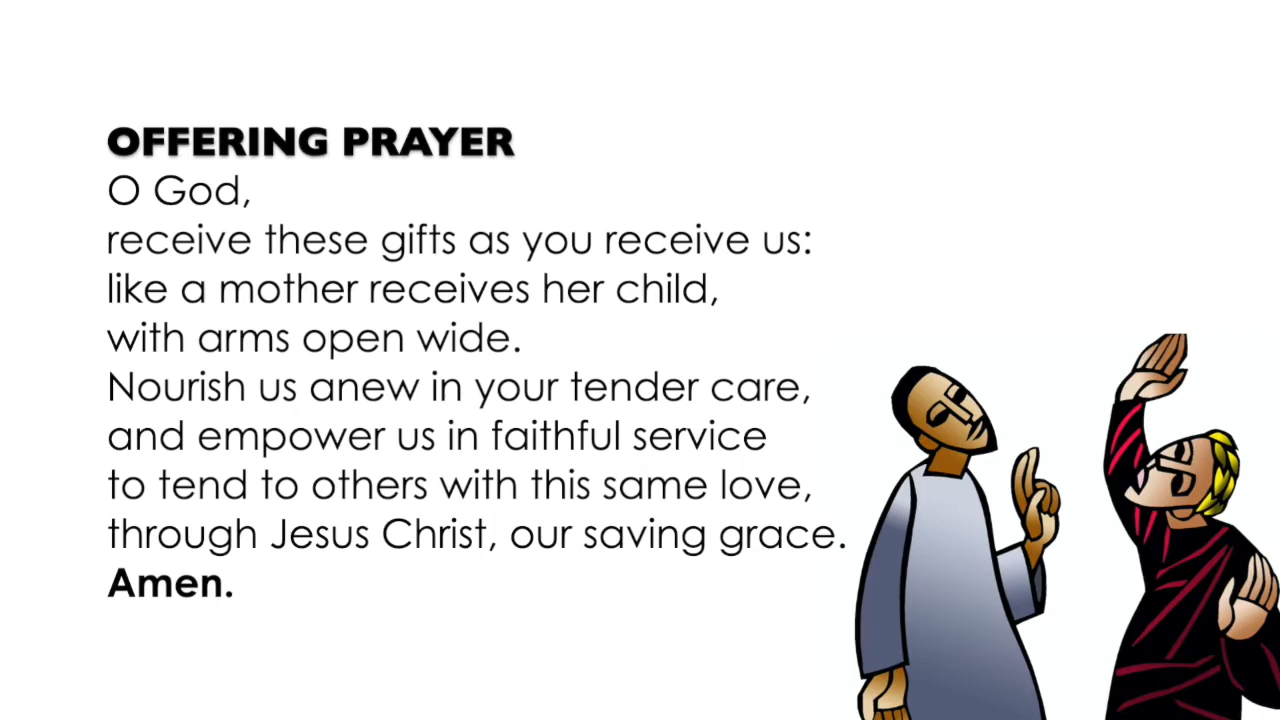 OFFERING PRAYER
O God,
receive these gifts as you receive us:
like a mother receives her child,
with arms open wide.
Nourish us anew in your tender care,
and empower us in faithful service
to tend to others with this same love,
through Jesus Christ, our saving grace.
Amen.